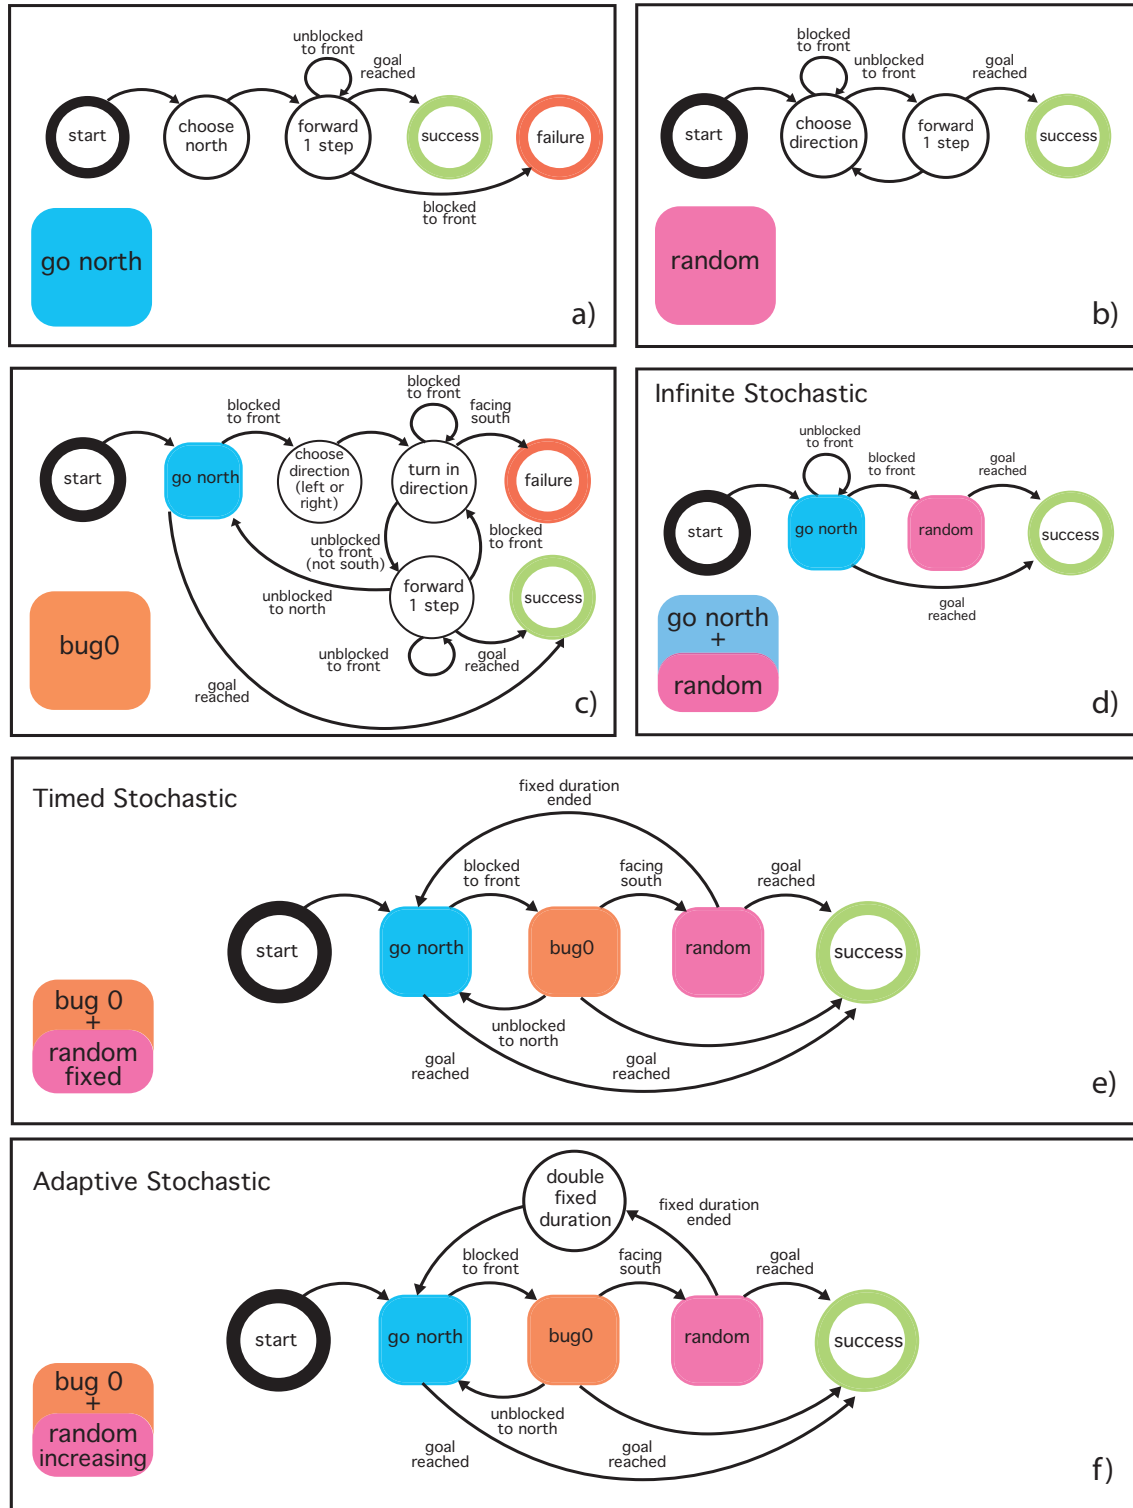 unblocked
to front
goal
reached
start
choose
north
forward
1 step
success
failure
blocked
to front
go north
a)
blocked
to front
unblocked
to front
goal
reached
start
choose
direction
forward
1 step
success
random
b)
blocked
to front
blocked
to front
facing
south
start
go north
choose
direction
(left or
right)
turn in
direction
failure
unblocked
to front
(not south)
blocked
to front
unblocked
to north
forward
1 step
success
unblocked
to front
goal
reached
goal
reached
bug0
c)
Infinite Stochastic
unblocked
to front
blocked
to front
goal
reached
start
go north
random
success
goal
reached
go north
+
random
d)
Timed Stochastic
fixed duration
ended
blocked
to front
facing
south
goal
reached
start
go north
bug0
random
success
unblocked
to north
goal
reached
goal
reached
bug 0
+
random
fixed
e)
Adaptive Stochastic
double
fixed
duration
fixed duration
ended
blocked
to front
facing
south
goal
reached
start
go north
bug0
random
success
unblocked
to north
goal
reached
goal
reached
bug 0
+
random
increasing
f)